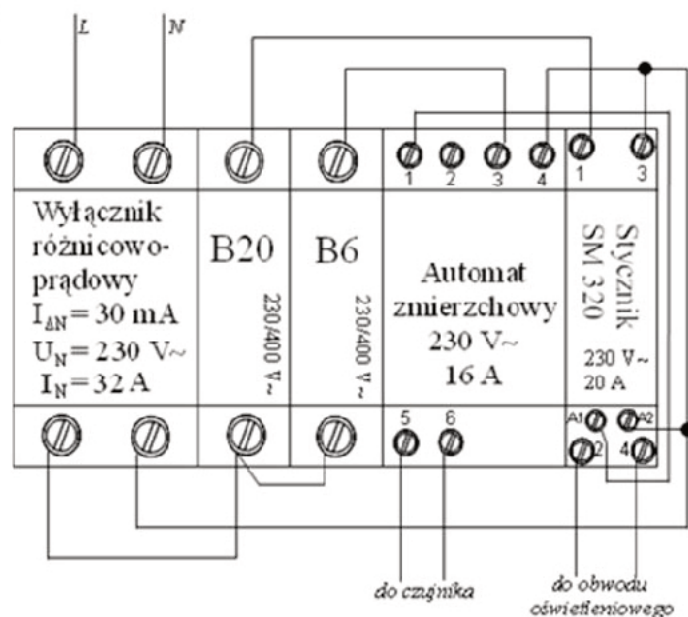 L N
1 2 3 4 1 3
Wyłącznik
różnicowo-
prądowy
I∆N = 30 mA
UN = 230 V~
IN = 32 A
B20
230/400 V~
B6
230/400 V~
Automat
zmierzchowy
230 V~
16 A
Stycznik
SM 320
230 V~
20 A
5 6
A1 A2
2 4
do czujnika
do obwodu
oświetleniowego